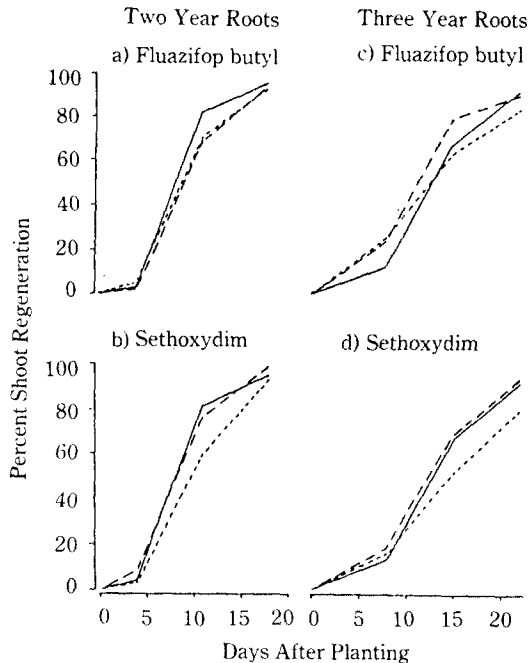 Two Year Roots
Three Year Roots
a) Fluazifop butyl
c) Fluazifop butyl
100
80
60
40
20
0
b) Sethoxydim
d) Sethoxydim
100
80
60
40
20
0
Percent Shoot Regeneration
0 5 10 15 20
0 5 10 15 20
Days After Planting